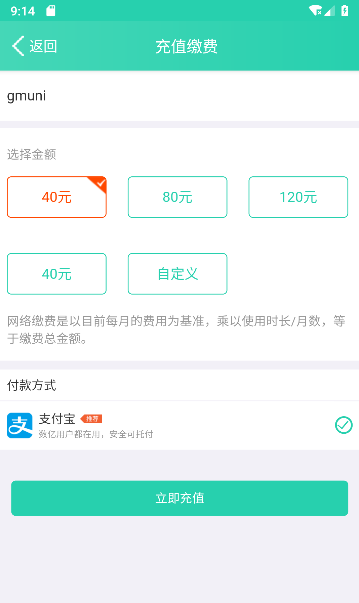 9:14
返回
充值缴费
gmuni
选择金额
40元
80元
120元
40元
自定义
网络缴费是以目前每月的费用为基准，乘以使用时长/月数，等
于缴费总金额。
付款方式
支 支付宝 推荐
数亿用户都在用，安全可托付
立即充值